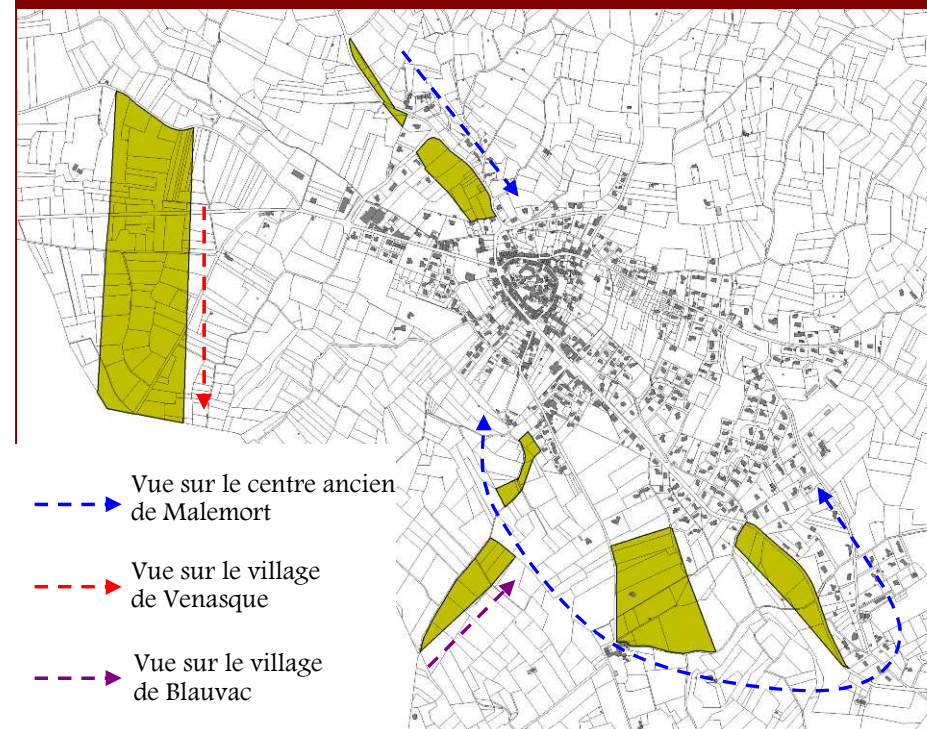 Vue sur le centre ancien
de Malemort
Vue sur le village
de Venasque
Vue sur le village
de Blauvac